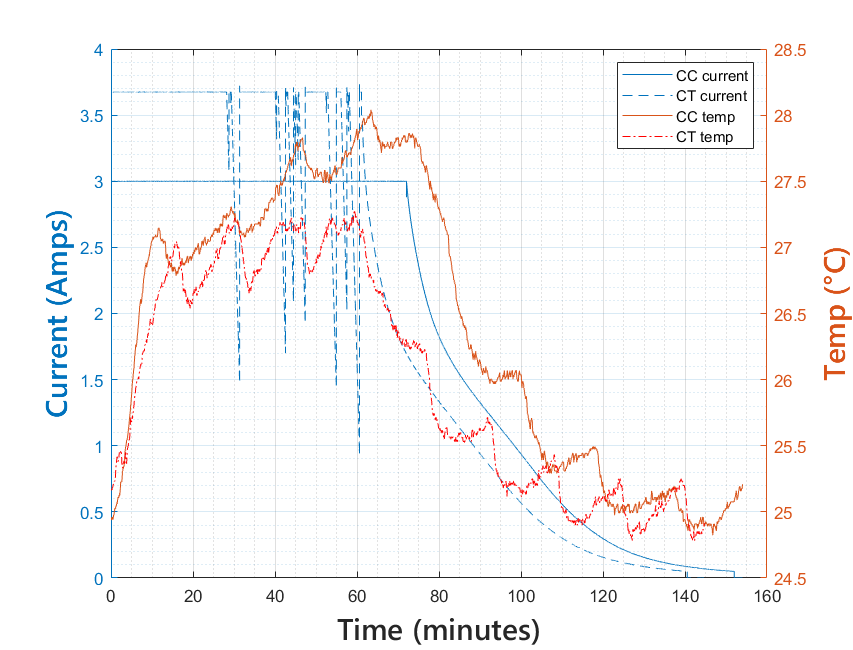 4
3.5
3
2.5
2
1.5
1
0.5
0
28.5
28
27.5
27
26.5
26
25.5
25
24.5
CC current
CT current
CC temp
CT temp
Current (Amps)
Temp (°C)
0 20 40 60 80 100 120 140 160
Time (minutes)